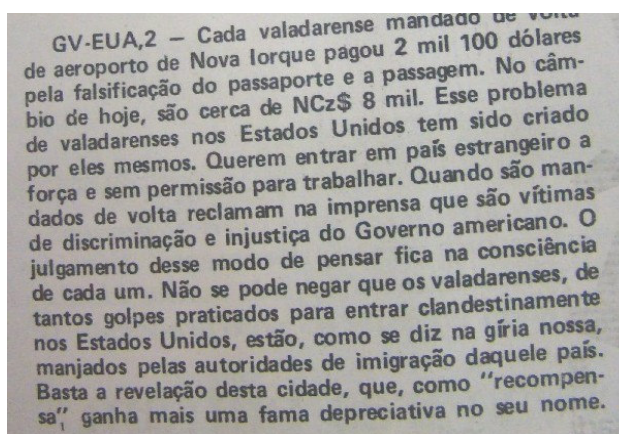 GV-EUA,2 — Cada valadarense mandado de volta
de aeroporto de Nova Iorque pagou 2 mil 100 dólares
pela falsificação do passaporte e a passagem. No câm-
bio de hoje, são cerca de NCz$ 8 mil. Esse problema
de valadarenses nos Estados Unidos tem sido criado
por eles mesmos. Querem entrar em país estrangeiro a
força e sem permissão para trabalhar. Quando são man-
dados de volta reclamam na imprensa que são vítimas
de discriminação e injustiça do Governo americano. O
julgamento desse modo de pensar fica na consciência
de cada um. Não se pode negar que os valadarenses, de
tantos golpes praticados para entrar clandestinamente
nos Estados Unidos, estão, como se diz na gíria nossa,
manjados pelas autoridades de imigração daquele país.
Basta a revelação desta cidade, que, como "recompen-
sa", ganha mais uma fama depreciativa no seu nome.